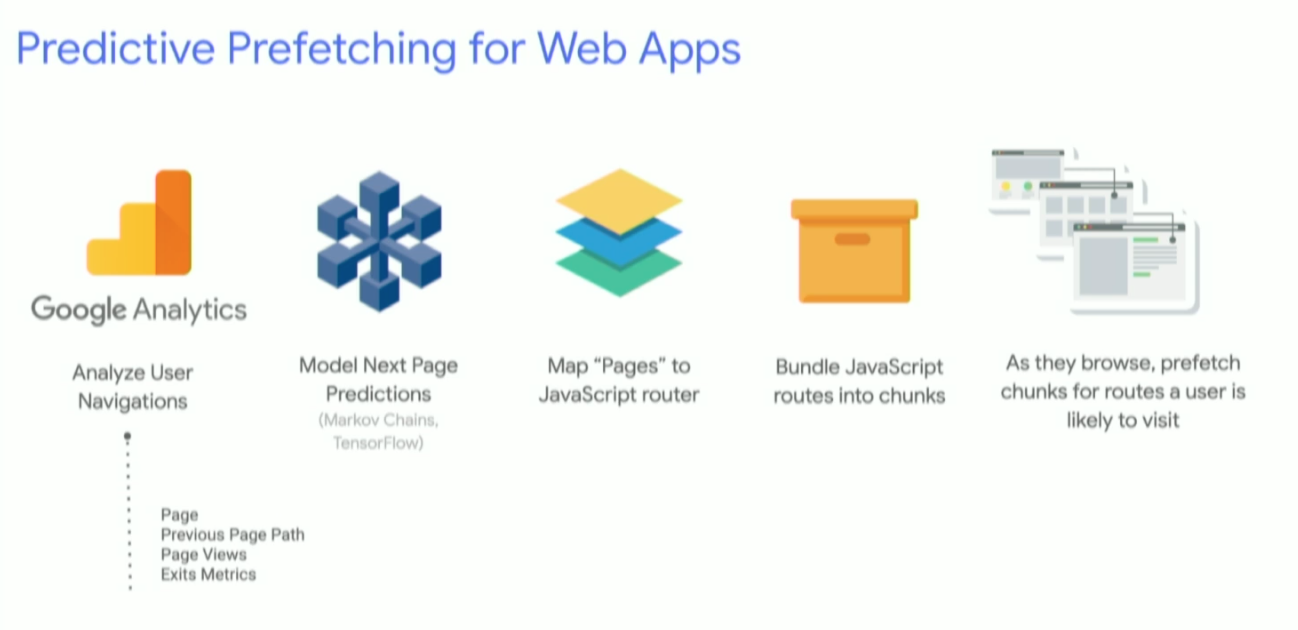 Predictive Prefetching for Web Apps
Google Analytics
Analyze User
Navigations
Page
Previous Page Path
Page Views
Exits Metrics
Model Next Page
Predictions
(Markov Chains,
TensorFlow)
Map “Pages” to
JavaScript router
Bundle JavaScript
routes into chunks
As they browse, prefetch
chunks for routes a user is
likely to visit